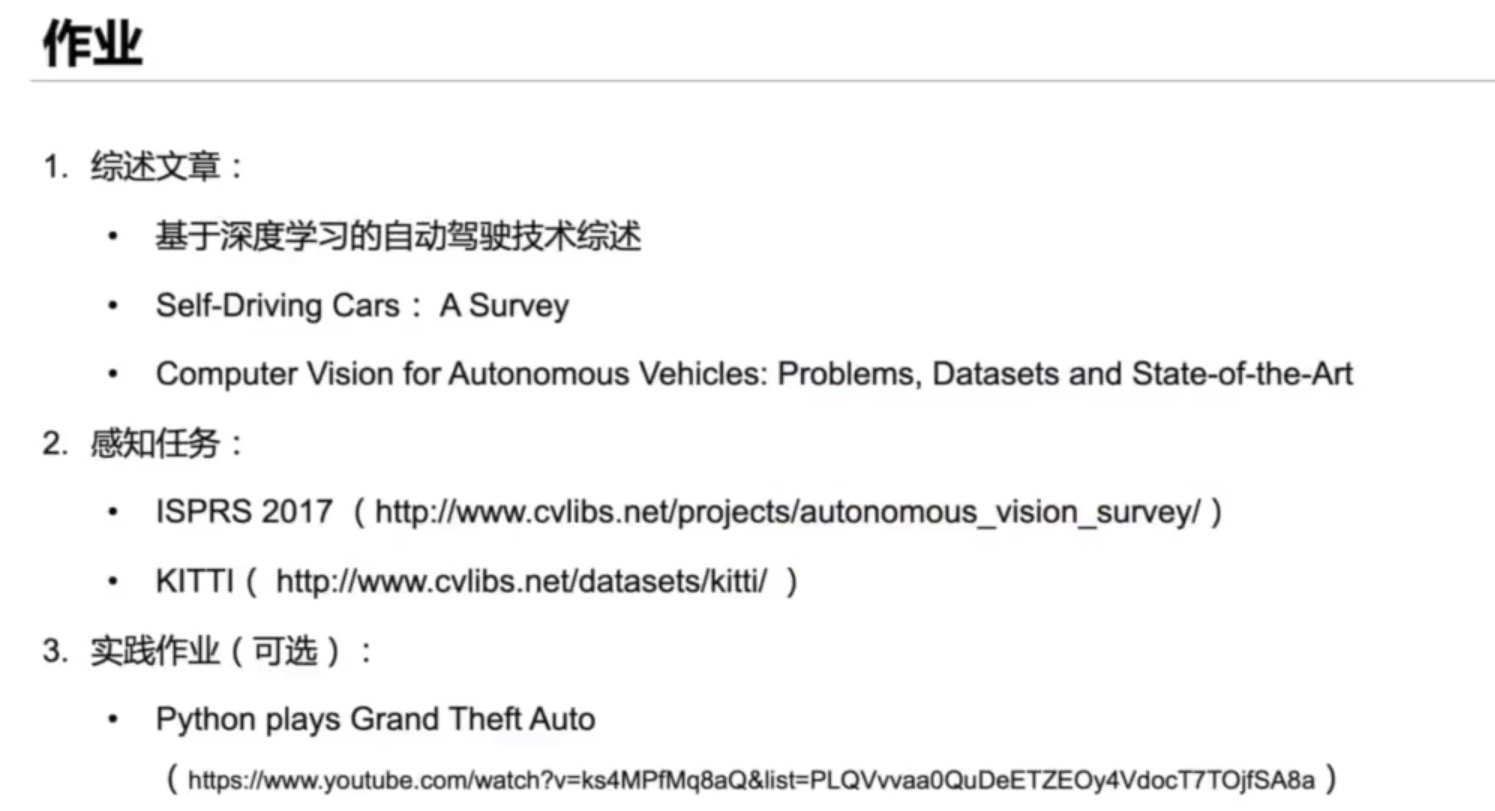 作业
1. 综述文章：
• 基于深度学习的自动驾驶技术综述
• Self-Driving Cars： A Survey
• Computer Vision for Autonomous Vehicles: Problems, Datasets and State-of-the-Art
2. 感知任务：
• ISPRS 2017 （http://www.cvlibs.net/projects/autonomous_vision_survey/）
• KITTI（ http://www.cvlibs.net/datasets/kitti/ ）
3. 实践作业（可选）：
• Python plays Grand Theft Auto
（https://www.youtube.com/watch?v=ks4MPfMq8aQ&list=PLQVvvaa0QuDeETZEOy4VdocT7TOjfSA8a）